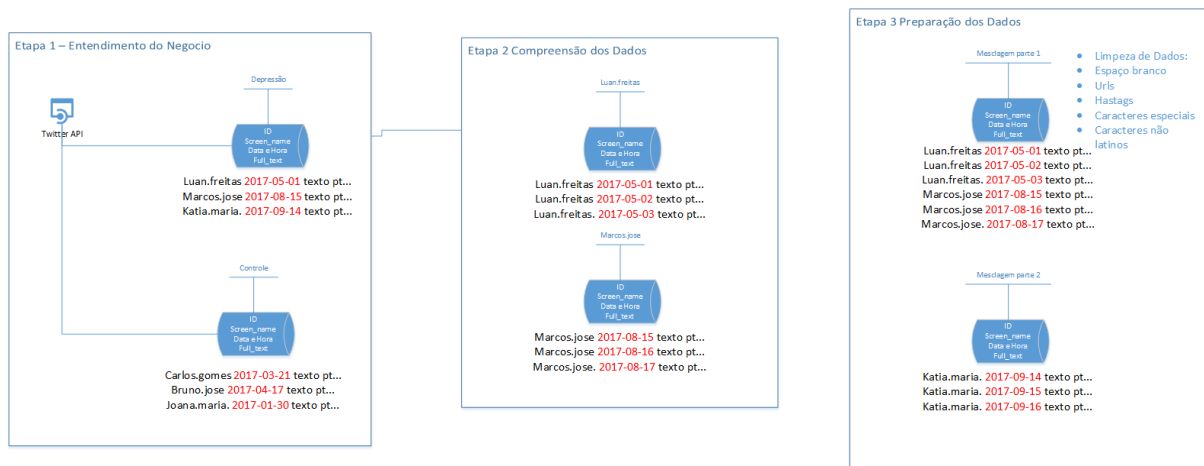 Etapa 1 – Entendimento do Negocio
Depressão
Twitter API
ID
Screen_name
Data e Hora
Full_text
Luan.freitas 2017-05-01 texto pt...
Marcos.jose 2017-08-15 texto pt...
Katia.maria. 2017-09-14 texto pt...
Controle
ID
Screen_name
Data e Hora
Full_text
Carlos.gomes 2017-03-21 texto pt...
Bruno.jose 2017-04-17 texto pt...
Joana.maria. 2017-01-30 texto pt...
Etapa 2 Compreensão dos Dados
Luan.freitas
ID
Screen_name
Data e Hora
Full_text
Luan.freitas 2017-05-01 texto pt...
Luan.freitas 2017-05-02 texto pt...
Luan.freitas. 2017-05-03 texto pt...
Marcos.jose
ID
Screen_name
Data e Hora
Full_text
Marcos.jose 2017-08-15 texto pt...
Marcos.jose 2017-08-16 texto pt...
Marcos.jose. 2017-08-17 texto pt...
Etapa 3 Preparação dos Dados
Mesclagem parte 1
ID
Screen_name
Data e Hora
Full_text
Luan.freitas 2017-05-01 texto pt...
Luan.freitas 2017-05-02 texto pt...
Luan.freitas. 2017-05-03 texto pt...
Marcos.jose 2017-08-15 texto pt...
Marcos.jose 2017-08-16 texto pt...
Marcos.jose. 2017-08-17 texto pt...
• Limpeza de Dados:
• Espaço branco
• Urls
• Hastags
• Caracteres especiais
• Caracteres não
latinos
Mesclagem parte 2
ID
Screen_name
Data e Hora
Full_text
Katia.maria. 2017-09-14 texto pt...
Katia.maria. 2017-09-15 texto pt...
Katia.maria. 2017-09-16 texto pt...